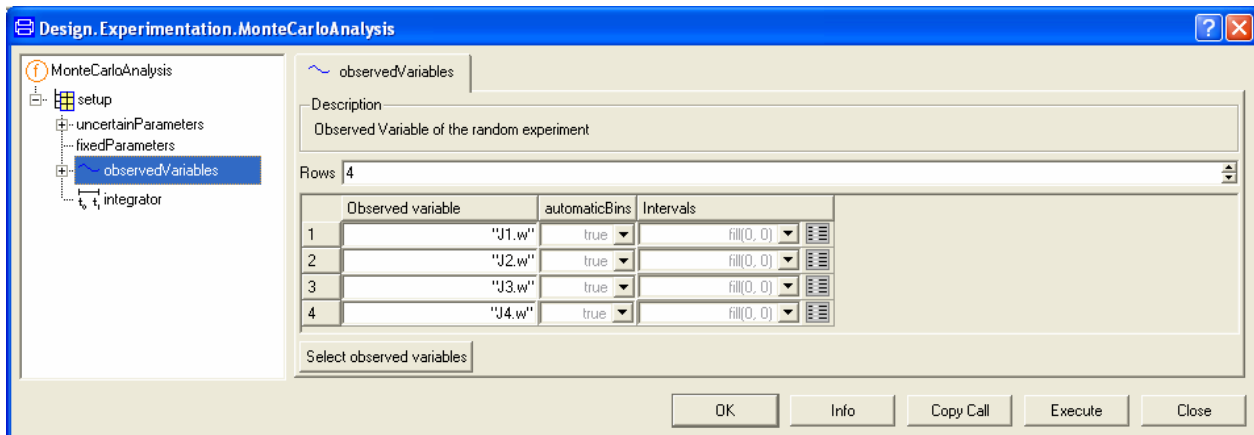 Design.Experimentation.MonteCarloAnalysis
MonteCarloAnalysis
setup
uncertainParameters
fixedParameters
observedVariables
integrator
observedVariables
Description
Observed Variable of the random experiment
Rows 4
Observed variable automaticBins Intervals
1 "J1.w" true fill(0, 0)
2 "J2.w" true fill(0, 0)
3 "J3.w" true fill(0, 0)
4 "J4.w" true fill(0, 0)
Select observed variables
OK Info Copy Call Execute Close